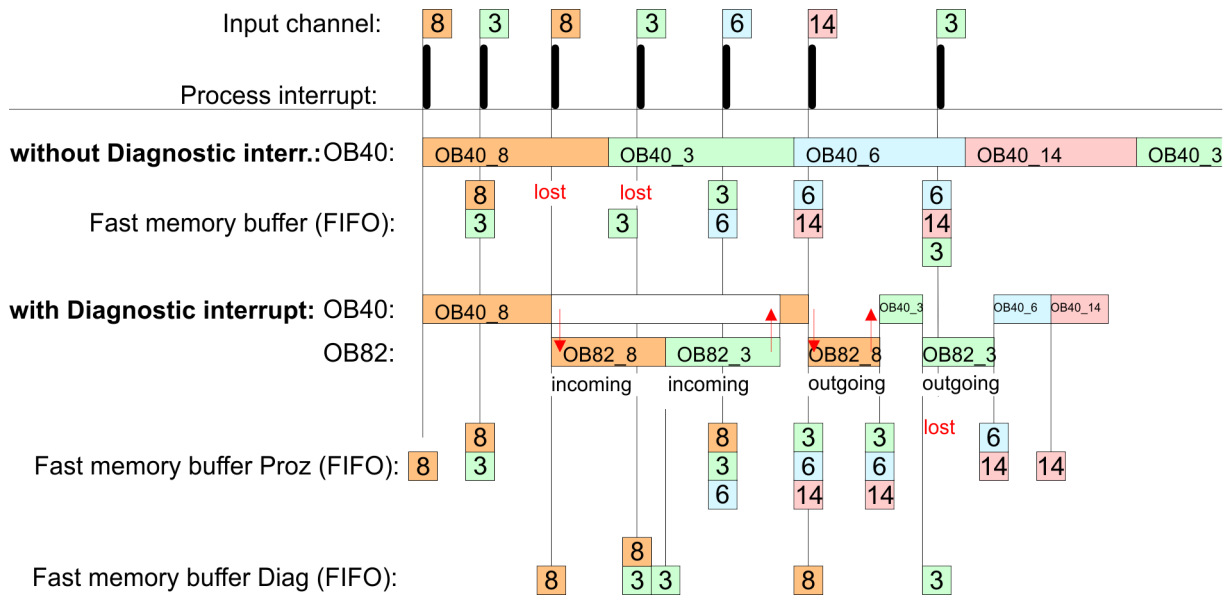 Input channel: 8 3 8 3 6 14 3
Process interrupt:
without Diagnostic interr.: OB40: OB40_8 OB40_3 OB40_6 OB40_14 OB40_3
8 lost lost 3 6 6
Fast memory buffer (FIFO): 3 3 6 14 14
3
with Diagnostic interrupt: OB40: OB40_8 OB40_3 OB40_6 OB40_14
OB82: OB82_8 OB82_3 OB82_8 OB82_3
incoming incoming outgoing outgoing
8 8 3 3 lost 6
Fast memory buffer Proz (FIFO): 8 3 3 6 6 14 14
6 14 14
8
Fast memory buffer Diag (FIFO): 8 3 3 8 3